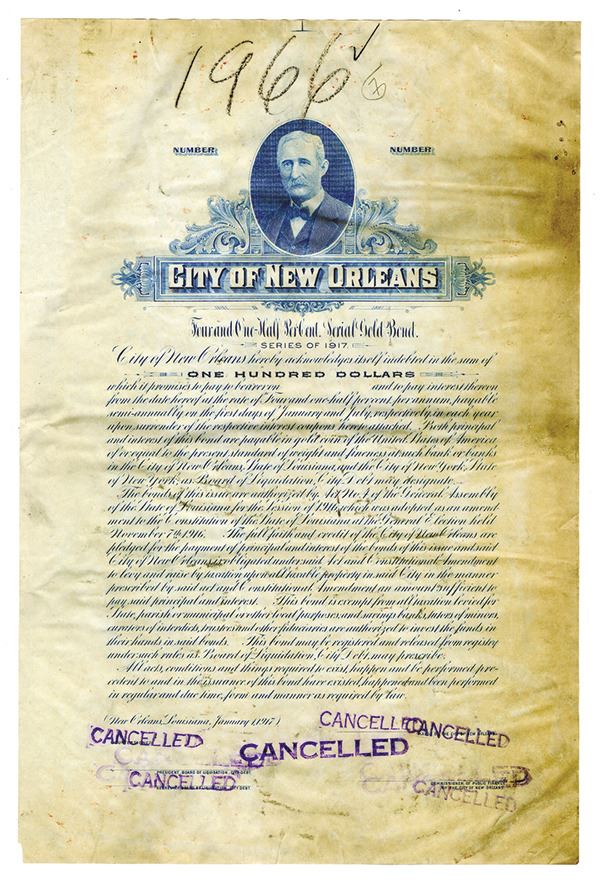 1966 ✓
NUMBER NUMBER
CITY OF NEW ORLEANS
Four and One-Half Per Cent. Serial Gold Bond.
SERIES OF 1917.
City of New Orleans hereby acknowledges itself indebted in the sum of
ONE HUNDRED DOLLARS
which it promises to pay to bearer on and to pay interest thereon
from the date hereof at the rate of Four and one-half per cent. per annum, payable
semi-annually on the first days of January and July, respectively, in each year
upon surrender of the respective interest coupons hereto attached. Both principal
and interest of this bond are payable in gold coin of the United States of America
of or equal to the present standard of weight and fineness at such bank or banks
in the City of New Orleans, State of Louisiana, and the City of New York, State
of New York, as Board of Liquidation, City Debt may designate.
The bonds of this issue are authorized by Act No. 4 of the General Assembly
of the State of Louisiana for the Session of 1916 which was adopted as an amend-
ment to the Constitution of the State of Louisiana at the General Election held
November 7th, 1916. The full faith and credit of the City of New Orleans are
pledged for the payment of principal and interest of the bonds of this issue and said
City of New Orleans is obligated under said Act and Constitutional Amendment
to levy and raise by taxation upon all taxable property in said City in the manner
prescribed by said act and Constitutional Amendment an amount sufficient to
pay said principal and interest. This bond is exempt from all taxation levied for
State, parish or municipal or other local purposes, and savings banks, tutors of minors,
curators of interdicts, trustees and other fiduciaries are authorized to invest the funds in
their hands in said bonds. This bond may be registered and released from registry
under such rules as Board of Liquidation, City Debt may prescribe.
All acts, conditions and things required to exist, happen and be performed pre-
cedent to and in the issuance of this bond have existed, happened and been performed
in regular and due time, form and manner as required by law.
New Orleans, Louisiana, January 1, 1917.
CANCELLED CANCELLED
CANCELLED CANCELLED
PRESIDENT, BOARD OF LIQUIDATION, CITY DEBT
CANCELLED
COMMISSIONER OF PUBLIC FINANCE
OF THE CITY OF NEW ORLEANS
CANCELLED